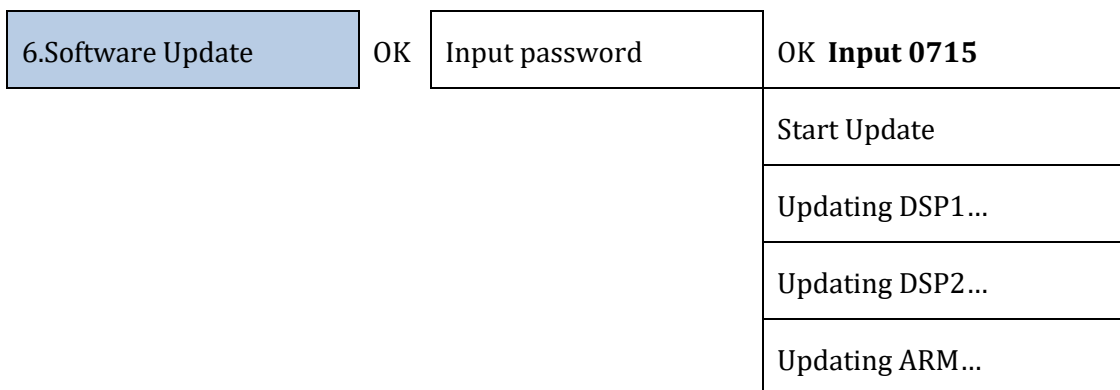 6.Software Update OK Input password OK Input 0715
Start Update
Updating DSP1…
Updating DSP2…
Updating ARM…